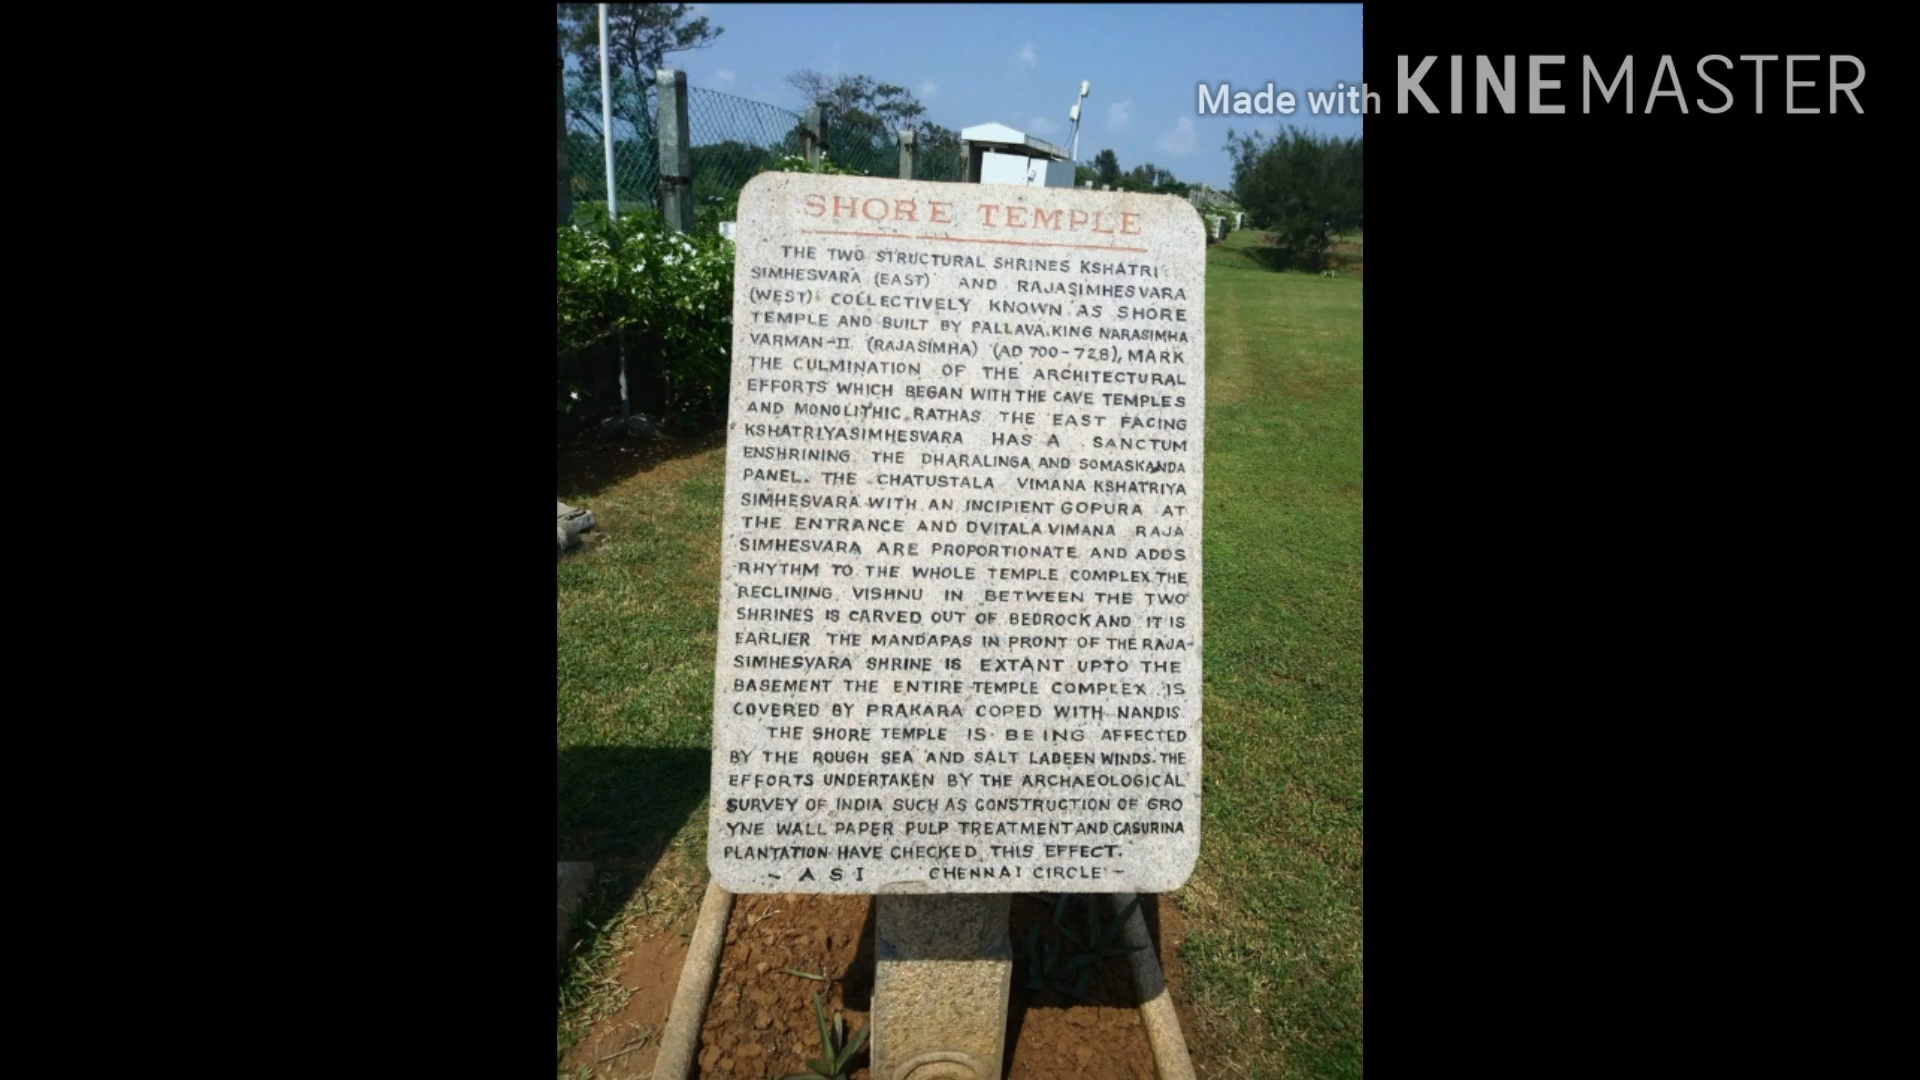 Made with KINEMASTER
SHORE TEMPLE
THE TWO STRUCTURAL SHRINES KSHATRI
SIMHESVARA (EAST) AND RAJASIMHESVARA
(WEST) COLLECTIVELY KNOWN AS SHORE
TEMPLE AND BUILT BY PALLAVA KING NARASIMHA
VARMAN-II (RAJASIMHA) (AD 700-728), MARK
THE CULMINATION OF THE ARCHITECTURAL
EFFORTS WHICH BEGAN WITH THE CAVE TEMPLES
AND MONOLITHIC RATHAS THE EAST FACING
KSHATRIYASIMHESVARA HAS A SANCTUM
ENSHRINING THE DHARALINGA AND SOMASKANDA
PANEL. THE CHATUSTALA VIMANA KSHATRIYA
SIMHESVARA WITH AN INCIPIENT GOPURA AT
THE ENTRANCE AND DVITALA VIMANA RAJA
SIMHESVARA ARE PROPORTIONATE AND ADDS
RHYTHM TO THE WHOLE TEMPLE COMPLEX THE
RECLINING VISHNU IN BETWEEN THE TWO
SHRINES IS CARVED OUT OF BEDROCK AND IT IS
EARLIER THE MANDAPAS IN PRONT OF THE RAJA-
SIMHESVARA SHRINE IS EXTANT UPTO THE
BASEMENT THE ENTIRE TEMPLE COMPLEX IS
COVERED BY PRAKARA COPED WITH NANDIS
THE SHORE TEMPLE IS BEING AFFECTED
BY THE ROUGH SEA AND SALT LADEEN WINDS. THE
EFFORTS UNDERTAKEN BY THE ARCHAEOLOGICAL
SURVEY OF INDIA SUCH AS CONSTRUCTION OF GRO
YNE WALL PAPER PULP TREATMENT AND CASURINA
PLANTATION HAVE CHECKED THIS EFFECT.
- A S I CHENNAI CIRCLE -